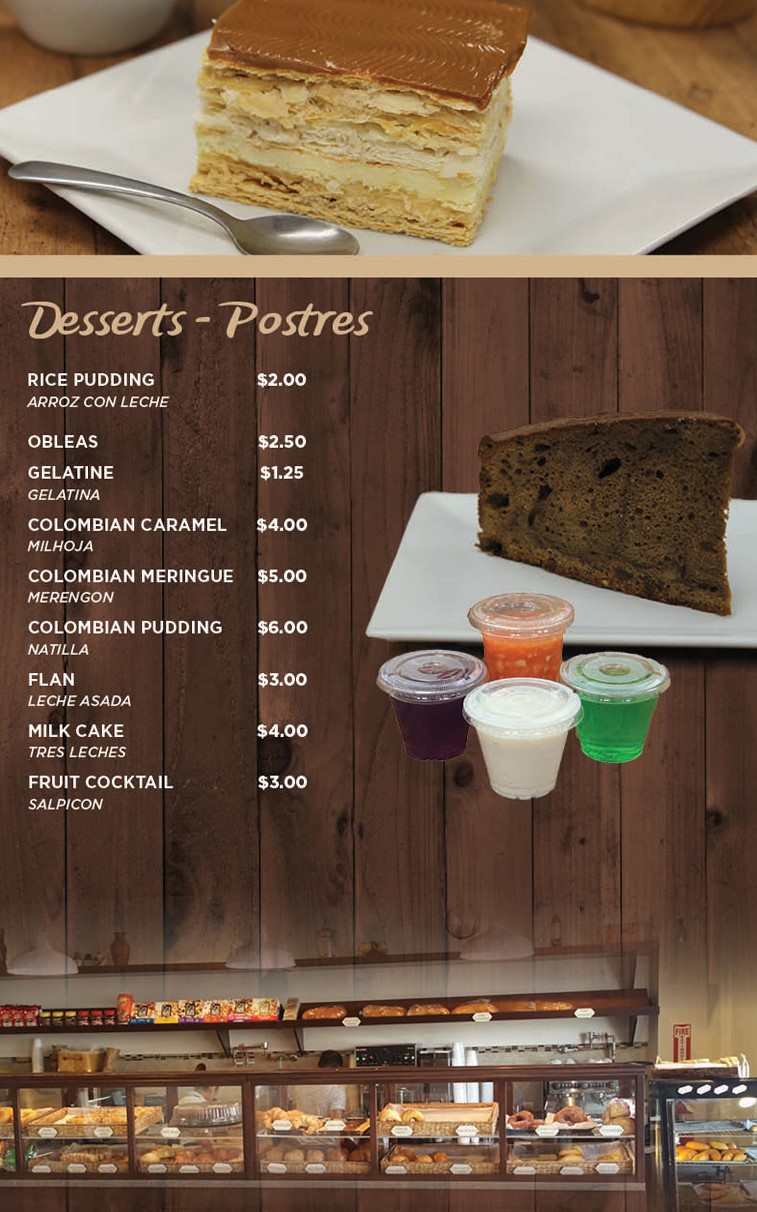 Desserts - Postres
RICE PUDDING $2.00
ARROZ CON LECHE
OBLEAS $2.50
GELATINE $1.25
GELATINA
COLOMBIAN CARAMEL $4.00
MILHOJA
COLOMBIAN MERINGUE $5.00
MERENGON
COLOMBIAN PUDDING $6.00
NATILLA
FLAN $3.00
LECHE ASADA
MILK CAKE $4.00
TRES LECHES
FRUIT COCKTAIL $3.00
SALPICON
FIRE